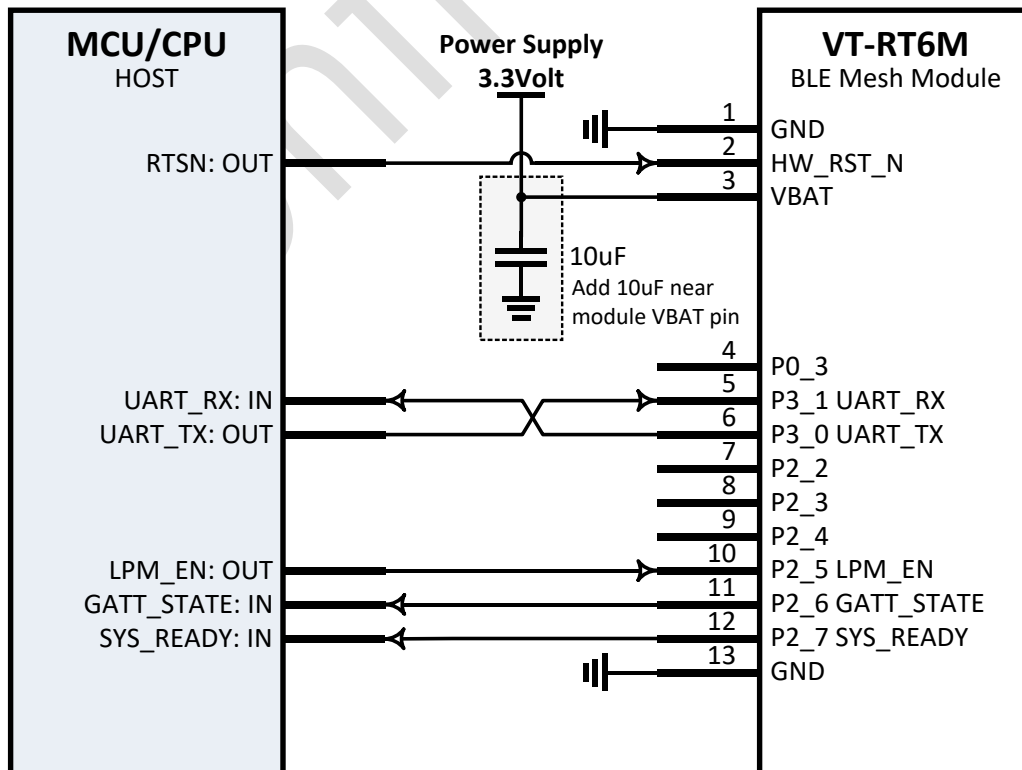 MCU/CPU
HOST
Power Supply
3.3Volt
VT-RT6M
BLE Mesh Module
1
GND
RTSN: OUT
2
HW_RST_N
3
VBAT
10uF
Add 10uF near
module VBAT pin
4
P0_3
UART_RX: IN
5
P3_1 UART_RX
UART_TX: OUT
6
P3_0 UART_TX
7
P2_2
8
P2_3
9
P2_4
LPM_EN: OUT
10
P2_5 LPM_EN
GATT_STATE: IN
11
P2_6 GATT_STATE
SYS_READY: IN
12
P2_7 SYS_READY
13
GND